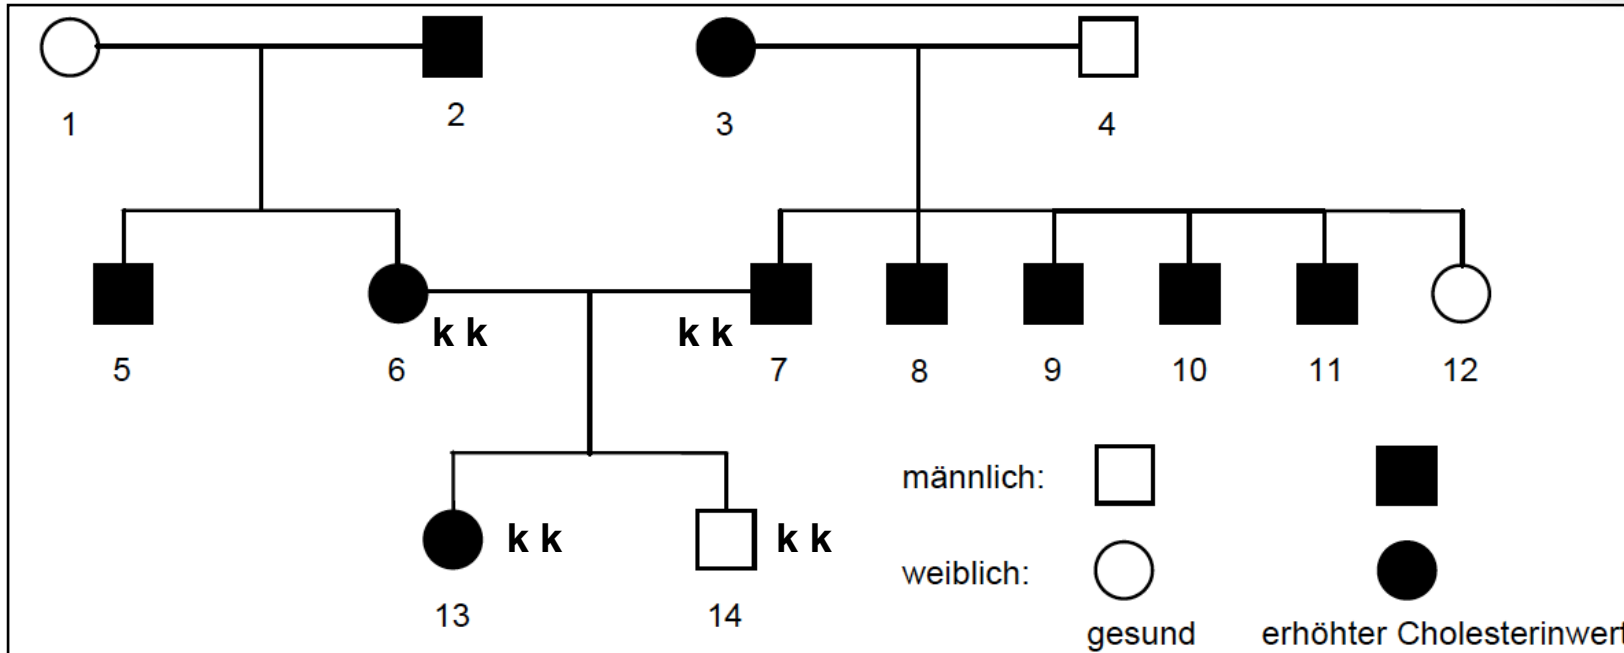 1 2 3 4
k k k k
5 6 7 8 9 10 11 12
männlich:
k k k k
weiblich:
13 14
gesund erhöhter Cholesterinwert